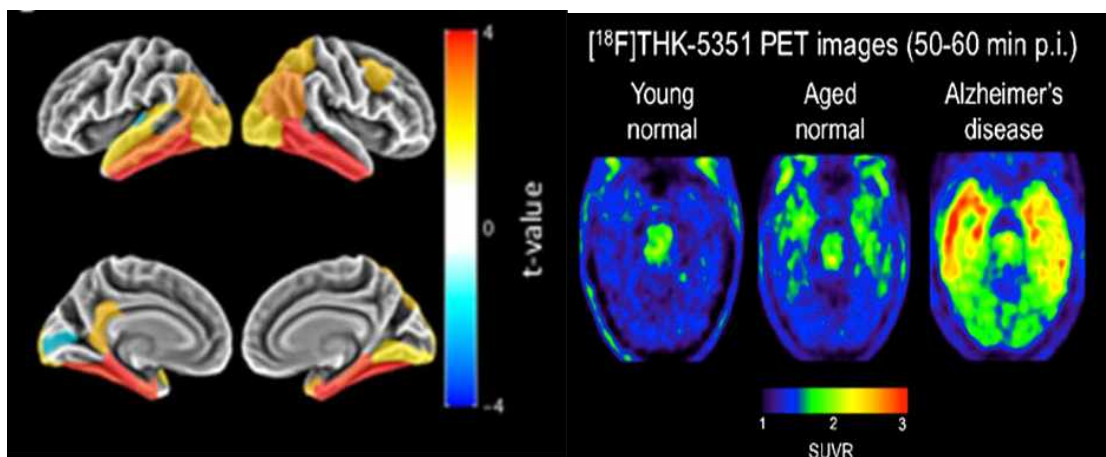 4
0
-4
t-value
[¹⁸F]THK-5351 PET images (50-60 min p.i.)
Young normal
Aged normal
Alzheimer's disease
1 2 3
SUVR